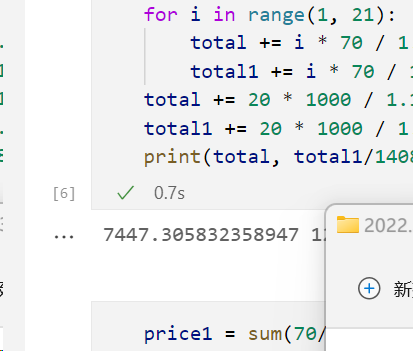 for i in range(1, 21):
total += i * 70 / 1
total1 += i * 70 / 1
total += 20 * 1000 / 1.1
total1 += 20 * 1000 / 1
print(total, total1/1408
[6]
0.7s
2022.
7447.305832358947 12
新
price1 = sum(70/